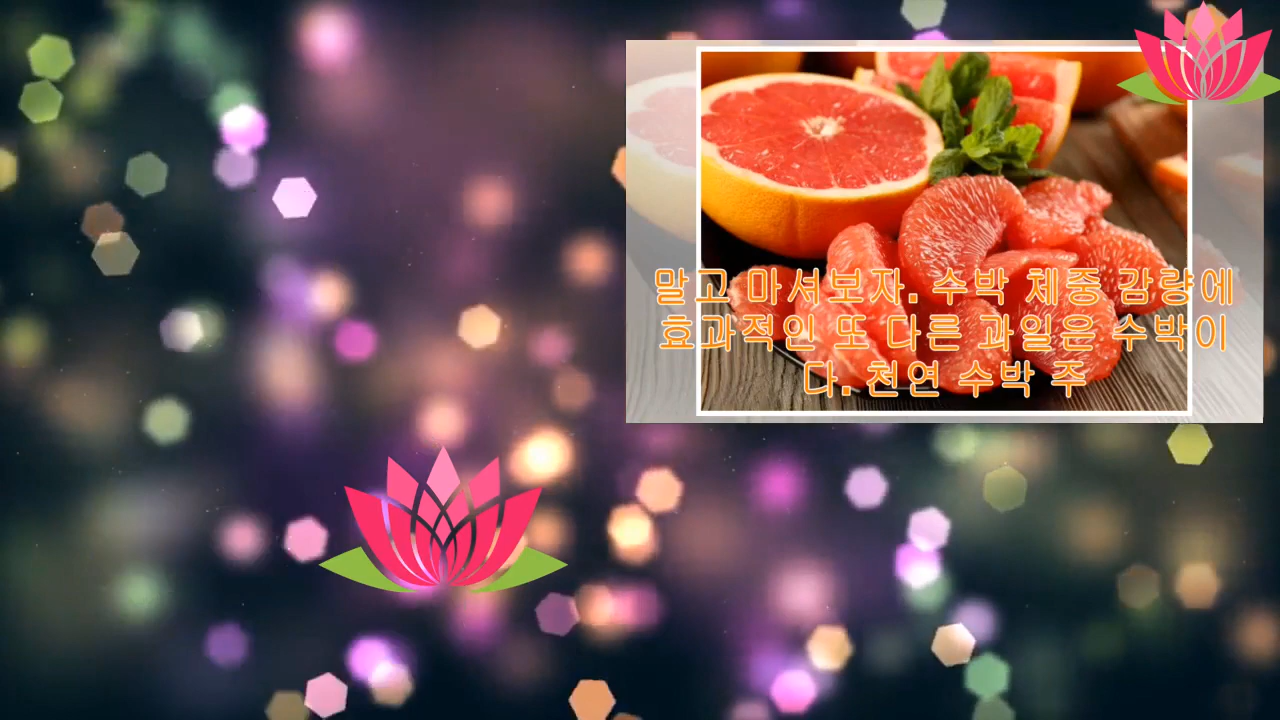 말고 마셔보자. 수박 체중 감량에
효과적인 또 다른 과일은 수박이
다. 천연 수박 주